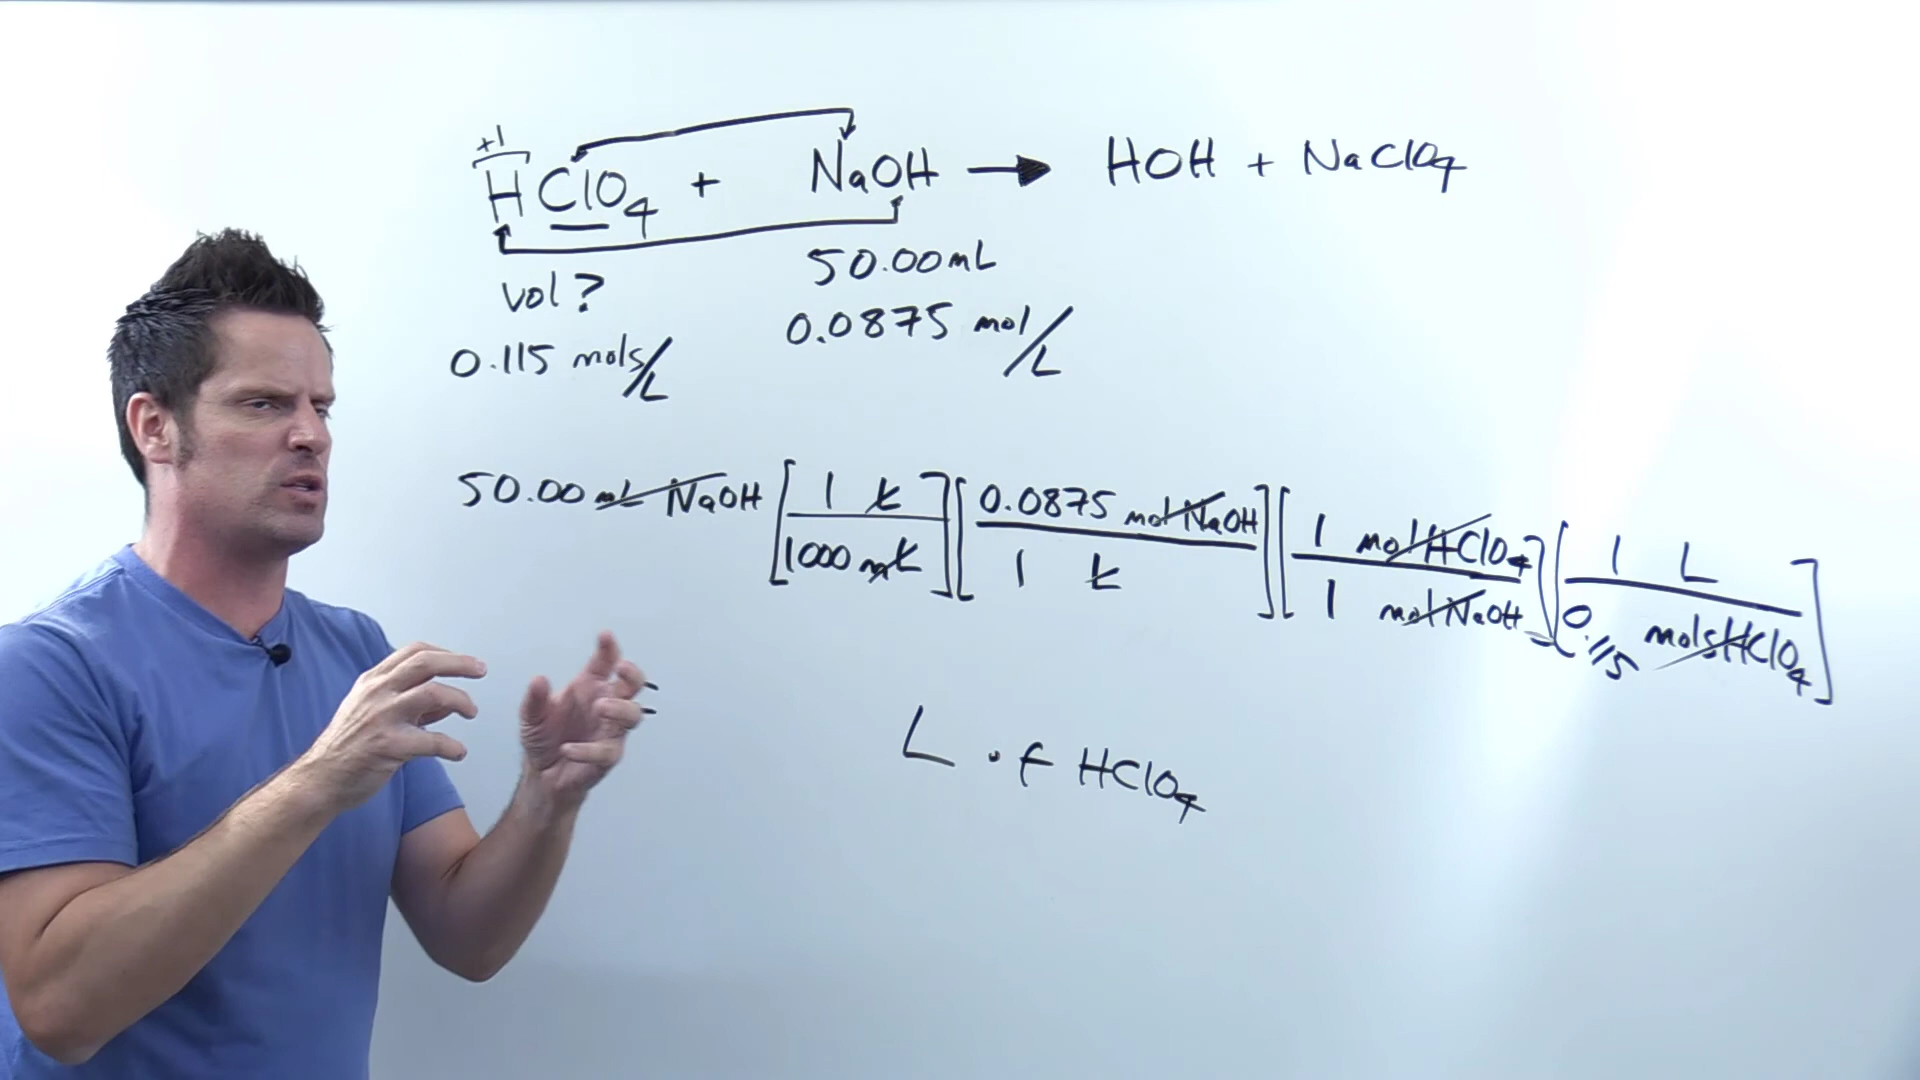 +1
HClO4 + NaOH → HOH + NaClO4
vol? 50.00mL
0.115 mols/L 0.0875 mol/L
50.00 mL NaOH [1 L / 1000 mL] [0.0875 mol NaOH / 1 L] [1 mol HClO4 / 1 mol NaOH] [1 L / 0.115 mols HClO4]
= L of HClO4